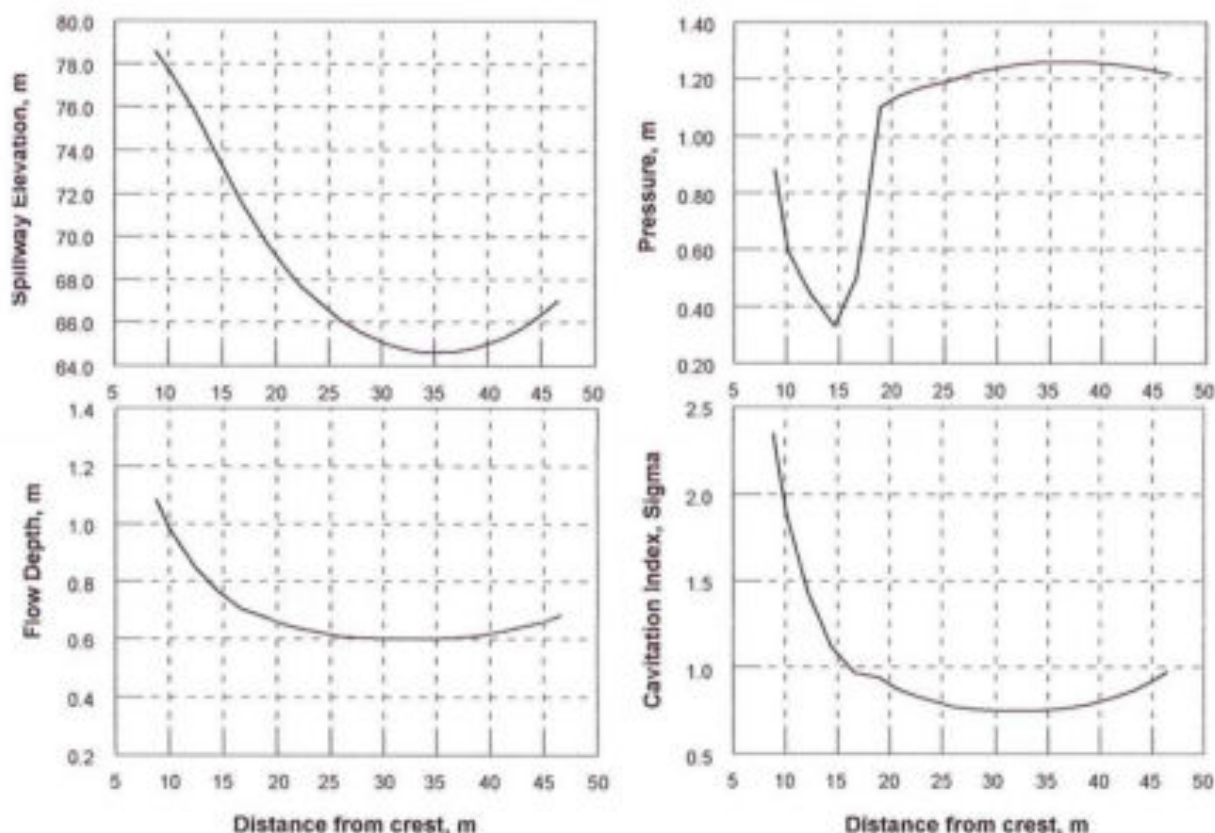 Spillway Elevation, m
80.0
78.0
76.0
74.0
72.0
70.0
68.0
66.0
64.0
5 10 15 20 25 30 35 40 45 50
Pressure, m
1.40
1.20
1.00
0.80
0.60
0.40
0.20
5 10 15 20 25 30 35 40 45 50
Flow Depth, m
1.4
1.2
1.0
0.8
0.6
0.4
0.2
5 10 15 20 25 30 35 40 45 50
Distance from crest, m
Cavitation Index, Sigma
2.5
2.0
1.5
1.0
0.5
5 10 15 20 25 30 35 40 45 50
Distance from crest, m